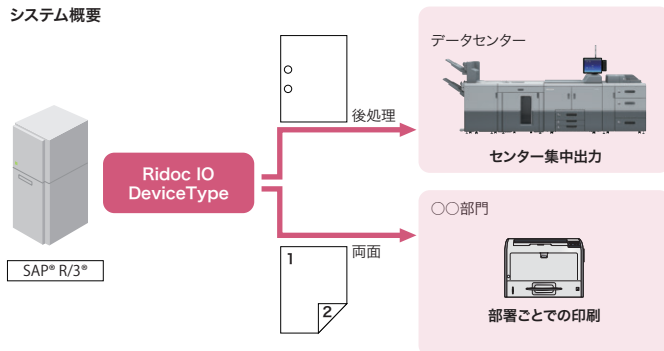 システム概要
データセンター
後処理
センター集中出力
Ridoc IO
DeviceType
SAP® R/3®
○○部門
両面
1
2
部署ごとでの印刷